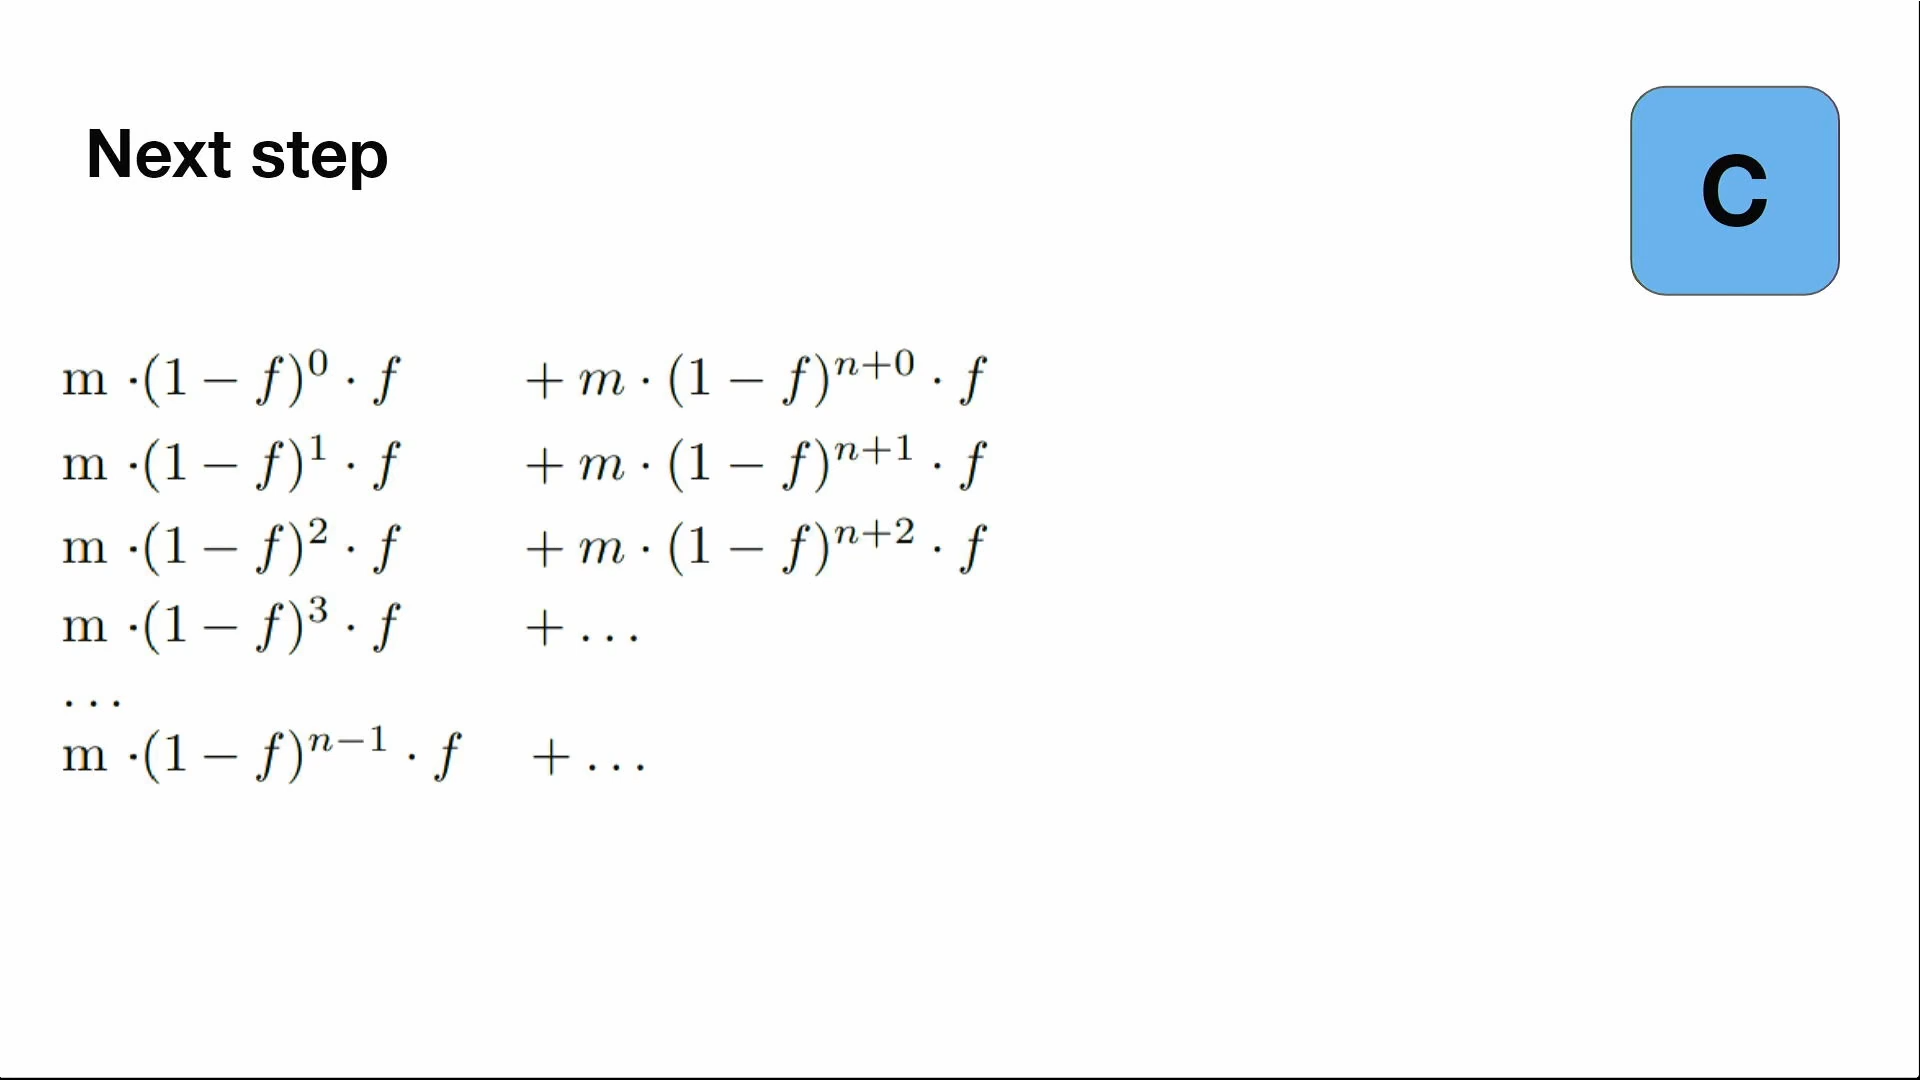 Next step
C
m ·(1 − f)^0 · f + m · (1 − f)^{n+0} · f
m ·(1 − f)^1 · f + m · (1 − f)^{n+1} · f
m ·(1 − f)^2 · f + m · (1 − f)^{n+2} · f
m ·(1 − f)^3 · f + . . .
. . .
m ·(1 − f)^{n−1} · f + . . .